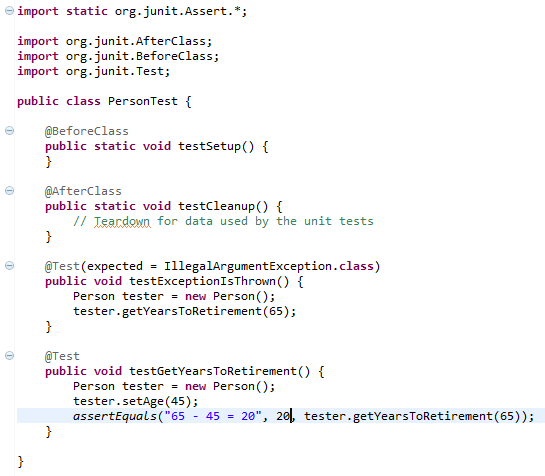 import static org.junit.Assert.*;
import org.junit.AfterClass;
import org.junit.BeforeClass;
import org.junit.Test;
public class PersonTest {
@BeforeClass
public static void testSetup() {
}
@AfterClass
public static void testCleanup() {
// Teardown for data used by the unit tests
}
@Test(expected = IllegalArgumentException.class)
public void testExceptionIsThrown() {
Person tester = new Person();
tester.getYearsToRetirement(65);
}
@Test
public void testGetYearsToRetirement() {
Person tester = new Person();
tester.setAge(45);
assertEquals("65 - 45 = 20", 20, tester.getYearsToRetirement(65));
}
}